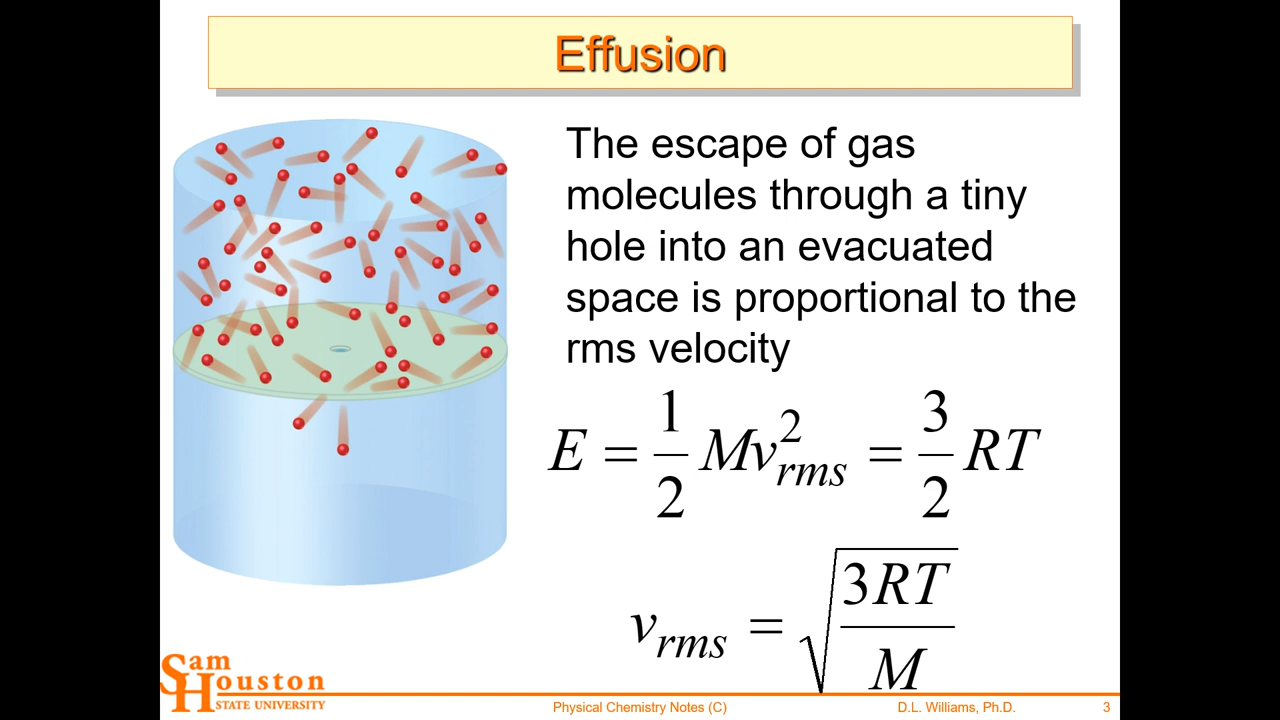 Effusion
The escape of gas
molecules through a tiny
hole into an evacuated
space is proportional to the
rms velocity
E = 1/2 Mv²rms = 3/2 RT
vrms = √(3RT/M)
Sam
Houston
STATE UNIVERSITY
Physical Chemistry Notes (C) D.L. Williams, Ph.D. 3